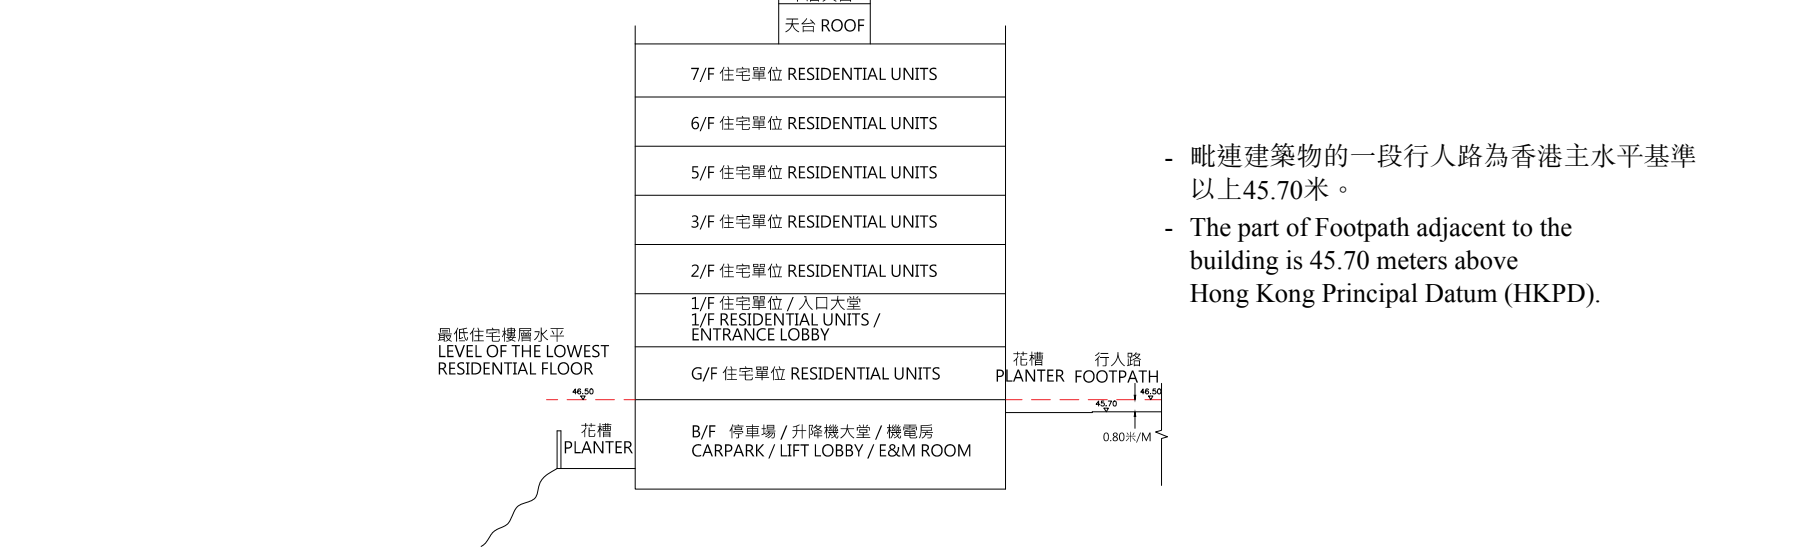 天台 ROOF
7/F 住宅單位 RESIDENTIAL UNITS
6/F 住宅單位 RESIDENTIAL UNITS
5/F 住宅單位 RESIDENTIAL UNITS
3/F 住宅單位 RESIDENTIAL UNITS
2/F 住宅單位 RESIDENTIAL UNITS
1/F 住宅單位 / 入口大堂
1/F RESIDENTIAL UNITS /
ENTRANCE LOBBY
G/F 住宅單位 RESIDENTIAL UNITS
B/F 停車場 / 升降機大堂 / 機電房
CARPARK / LIFT LOBBY / E&M ROOM
最低住宅樓層水平
LEVEL OF THE LOWEST
RESIDENTIAL FLOOR
46.50
花槽
PLANTER
花槽
PLANTER
行人路
FOOTPATH
46.50
45.70
0.80米/M
- 毗連建築物的一段行人路為香港主水平基準
以上45.70米。
- The part of Footpath adjacent to the
building is 45.70 meters above
Hong Kong Principal Datum (HKPD).